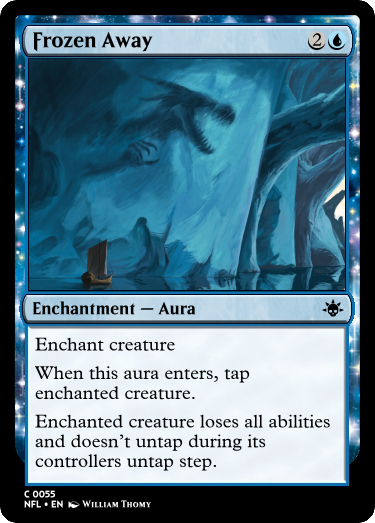 Frozen Away 2
Enchantment — Aura
Enchant creature
When this aura enters, tap
enchanted creature.
Enchanted creature loses all abilities
and doesn't untap during its
controllers untap step.
C 0055
NFL • EN William Thomy